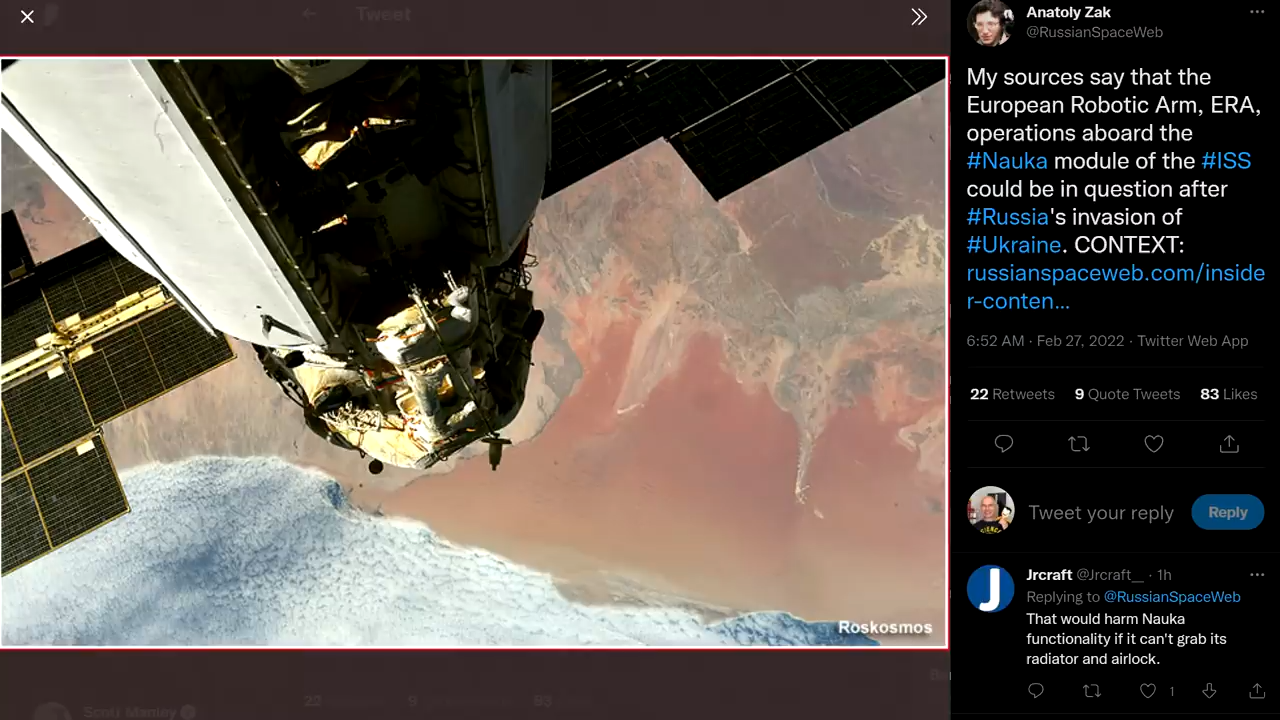 Tweet
Anatoly Zak
@RussianSpaceWeb
My sources say that the
European Robotic Arm, ERA,
operations aboard the
#Nauka module of the #ISS
could be in question after
#Russia's invasion of
#Ukraine. CONTEXT:
russianspaceweb.com/inside
r-conten...
6:52 AM · Feb 27, 2022 · Twitter Web App
22 Retweets 9 Quote Tweets 83 Likes
Tweet your reply
Reply
J
Jrcraft @Jrcraft__ · 1h
Replying to @RussianSpaceWeb
That would harm Nauka
functionality if it can't grab its
radiator and airlock.
1
Roskosmos
Scott Manley